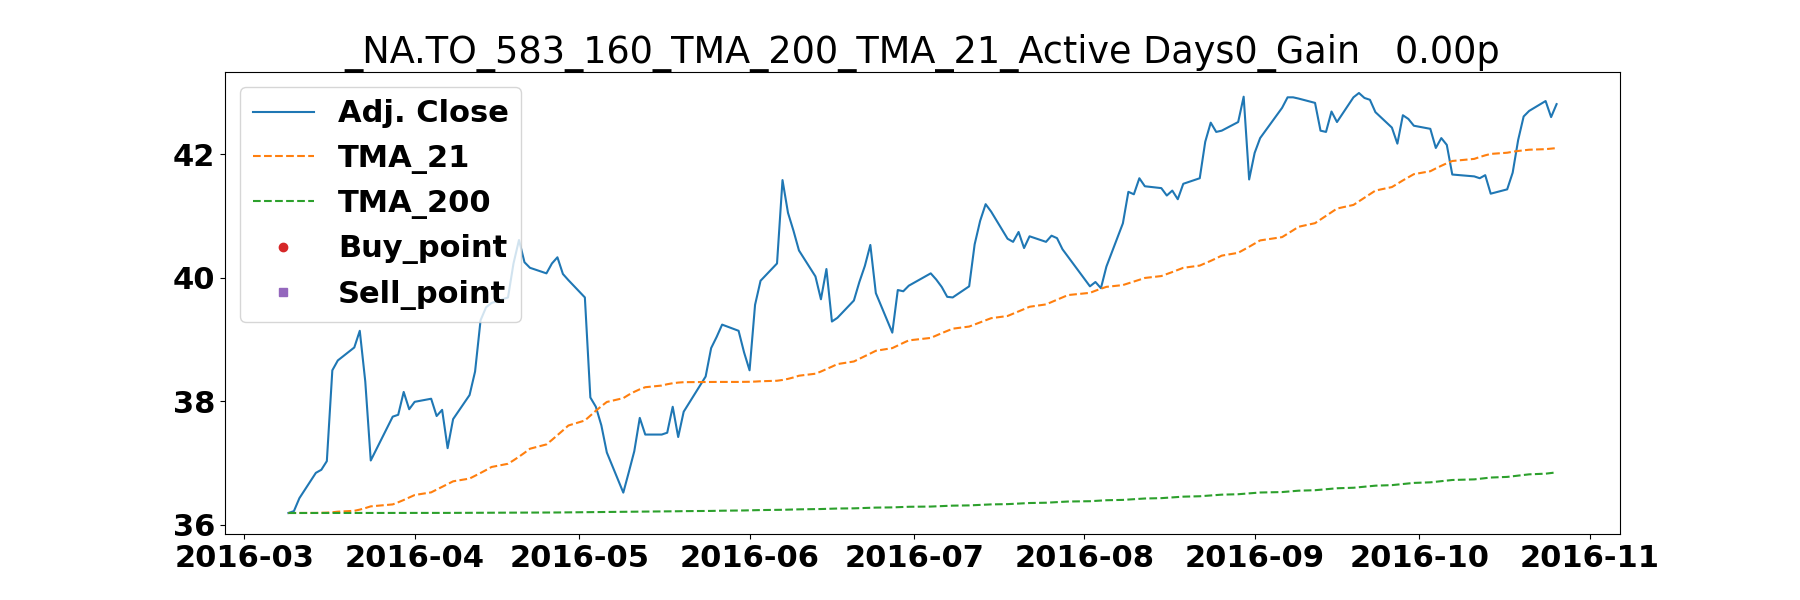 _NA.TO_583_160_TMA_200_TMA_21_Active Days0_Gain   0.00p
Adj. Close
TMA_21
TMA_200
Buy_point
Sell_point
42
40
38
36
2016-03 2016-04 2016-05 2016-06 2016-07 2016-08 2016-09 2016-10 2016-11